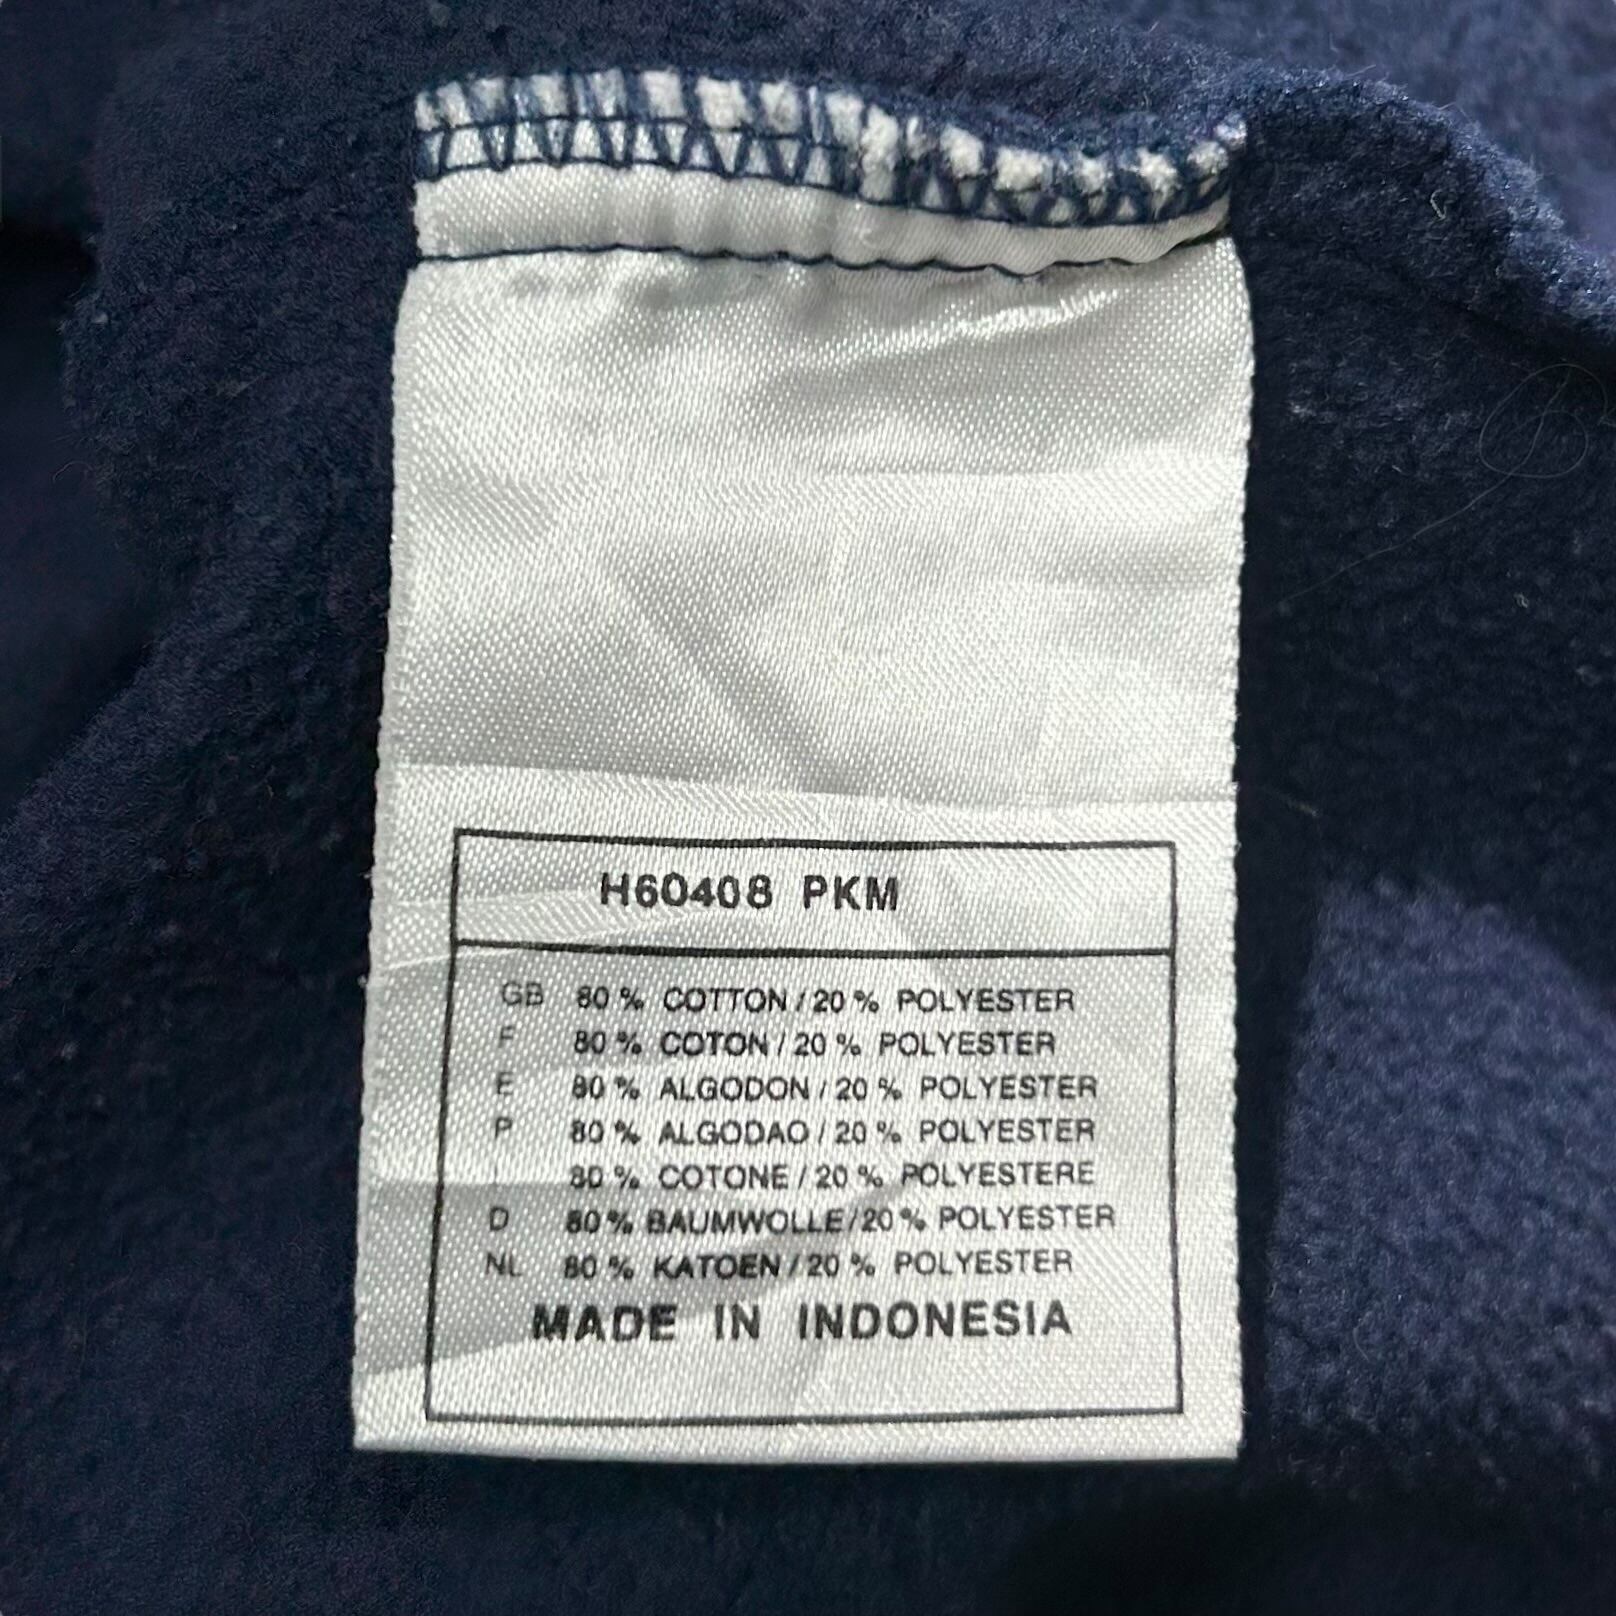 H60408 PKM
GB 80 % COTTON / 20 % POLYESTER
F 80 % COTON / 20 % POLYESTER
E 80 % ALGODON / 20 % POLYESTER
P 80 % ALGODAO / 20 % POLYESTER
I 80 % COTONE / 20 % POLYESTERE
D 80 % BAUMWOLLE / 20 % POLYESTER
NL 80 % KATOEN / 20 % POLYESTER
MADE IN INDONESIA